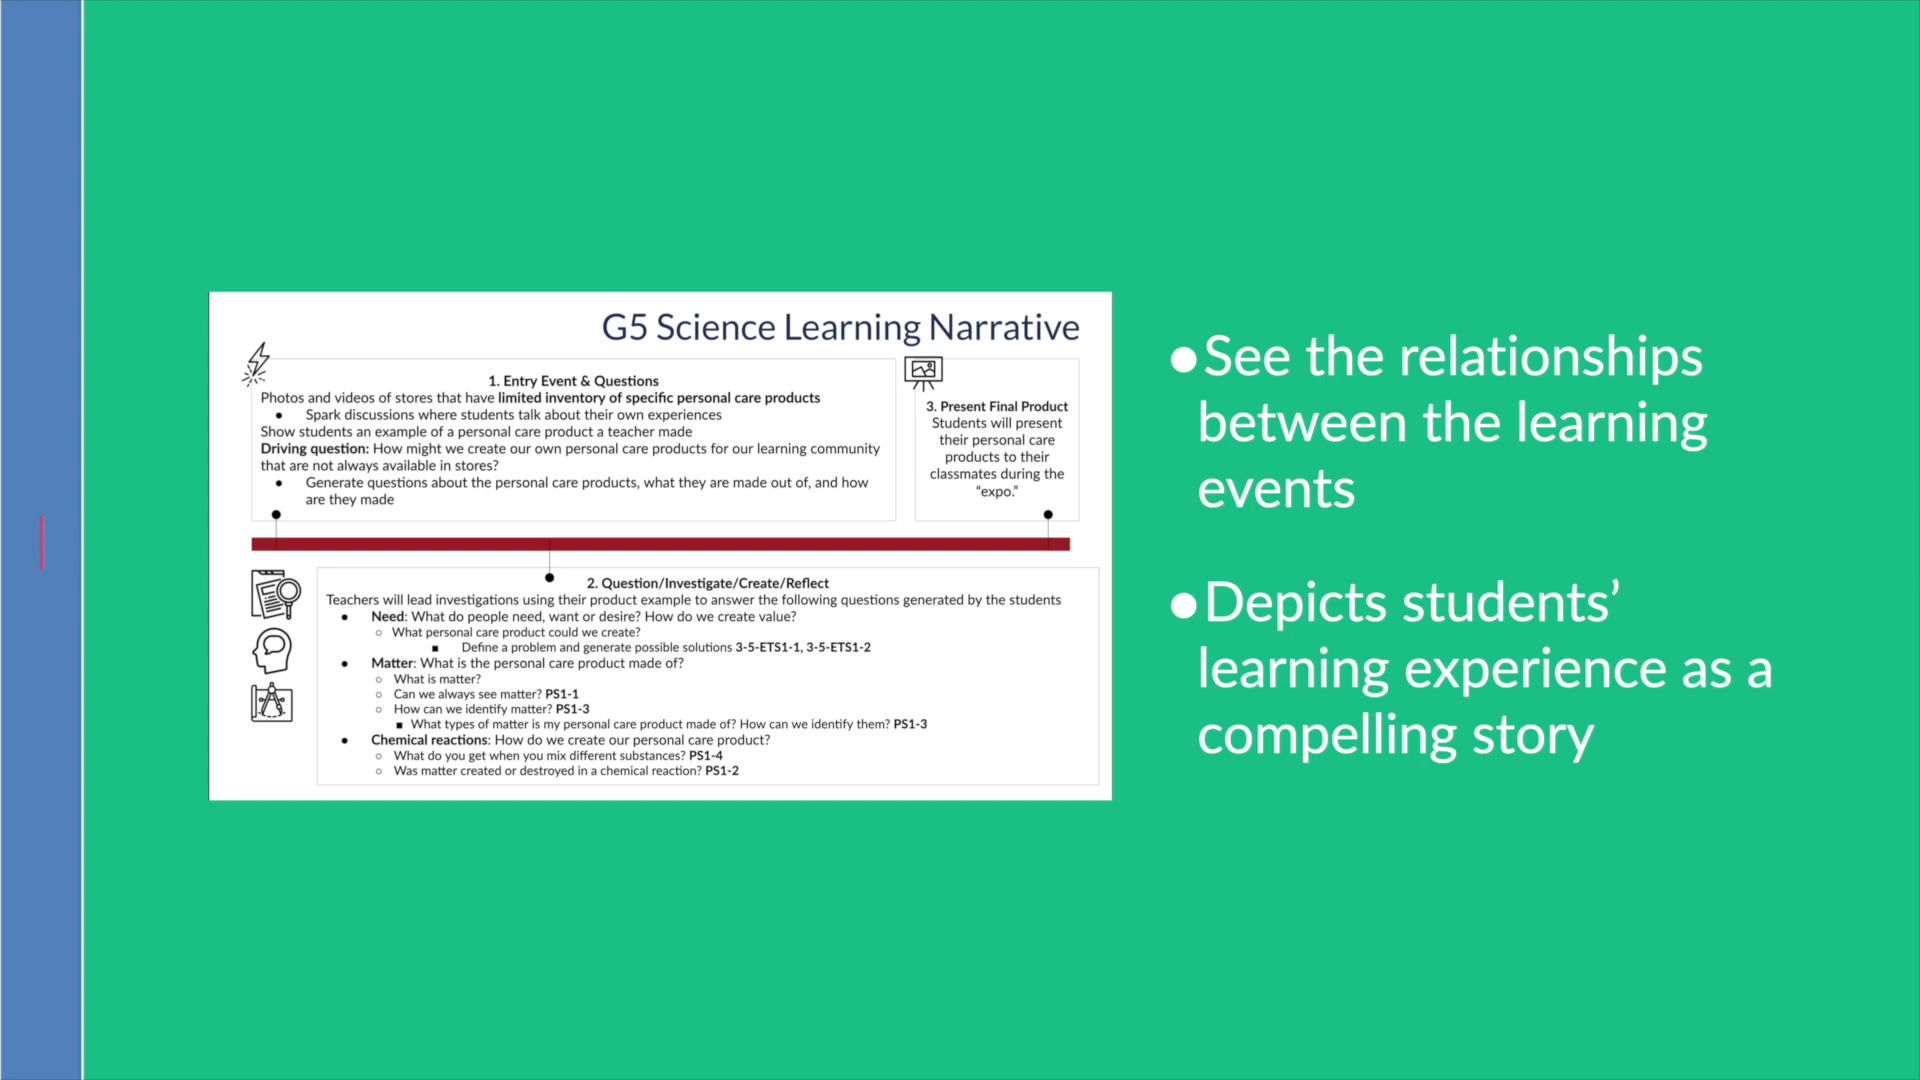 G5 Science Learning Narrative
1. Entry Event & Questions
Photos and videos of stores that have limited inventory of specific personal care products
● Spark discussions where students talk about their own experiences
Show students an example of a personal care product a teacher made
Driving question: How might we create our own personal care products for our learning community
that are not always available in stores?
● Generate questions about the personal care products, what they are made out of, and how
are they made
3. Present Final Product
Students will present
their personal care
products to their
classmates during the
“expo.”
2. Question/Investigate/Create/Reflect
Teachers will lead investigations using their product example to answer the following questions generated by the students
● Need: What do people need, want or desire? How do we create value?
○ What personal care product could we create?
■ Define a problem and generate possible solutions 3-5-ETS1-1, 3-5-ETS1-2
● Matter: What is the personal care product made of?
○ What is matter?
○ Can we always see matter? PS1-1
○ How can we identify matter? PS1-3
■ What types of matter is my personal care product made of? How can we identify them? PS1-3
● Chemical reactions: How do we create our personal care product?
○ What do you get when you mix different substances? PS1-4
○ Was matter created or destroyed in a chemical reaction? PS1-2
●See the relationships
between the learning
events
●Depicts students’
learning experience as a
compelling story